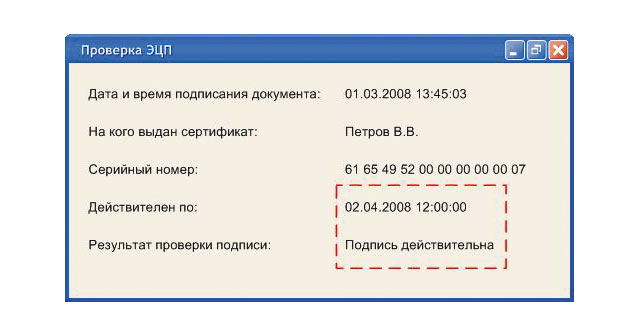 Проверка ЭЦП
Дата и время подписания документа: 01.03.2008 13:45:03
На кого выдан сертификат: Петров В.В.
Серийный номер: 61 65 49 52 00 00 00 00 00 07
Действителен по: 02.04.2008 12:00:00
Результат проверки подписи: Подпись действительна